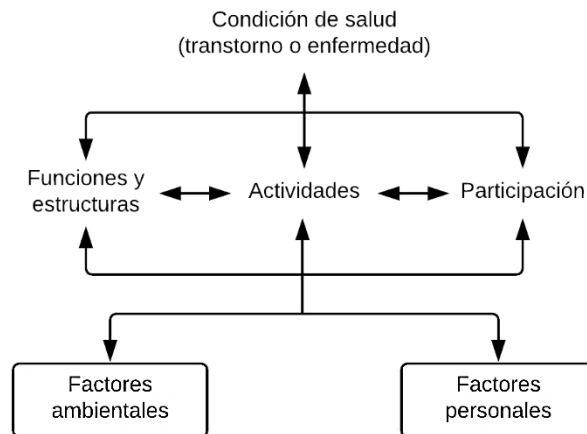 Condición de salud
(transtorno o enfermedad)
Funciones y
estructuras
Actividades
Participación
Factores
ambientales
Factores
personales